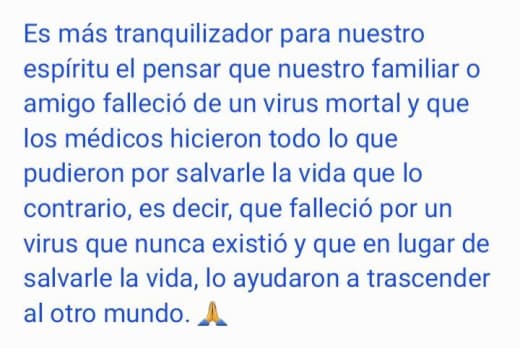 Es más tranquilizador para nuestro
espíritu el pensar que nuestro familiar o
amigo falleció de un virus mortal y que
los médicos hicieron todo lo que
pudieron por salvarle la vida que lo
contrario, es decir, que falleció por un
virus que nunca existió y que en lugar de
salvarle la vida, lo ayudaron a trascender
al otro mundo. 🙏